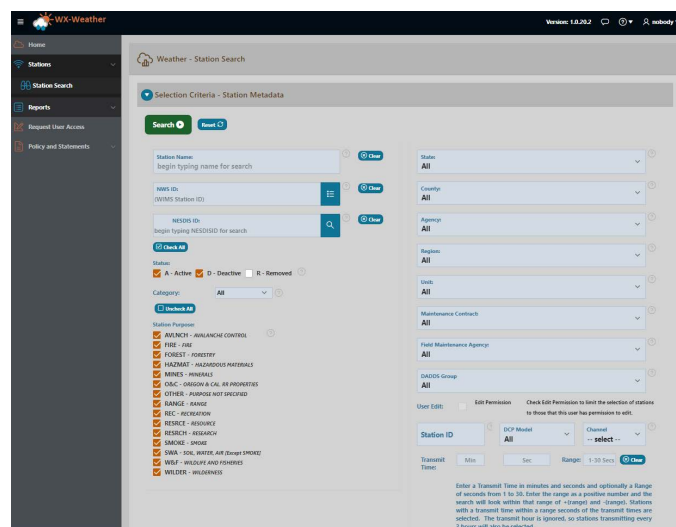 WX-Weather
Version: 1.0.20.2
nobody
Home
Stations
Station Search
Reports
Request User Access
Policy and Statements
Weather - Station Search
Selection Criteria - Station Metadata
Search
Reset
Station Name:
begin typing name for search
Clear
NWS ID:
(WIMS Station ID)
Clear
NESDIS ID:
begin typing NESDISID for search
Clear
Check All
Status:
A - Active D - Deactive R - Removed
Category: All
Uncheck All
Station Purpose:
AVLNCH - AVALANCHE CONTROL
FIRE - FIRE
FOREST - FORESTRY
HAZMAT - HAZARDOUS MATERIALS
MINES - MINERALS
O&C - OREGON & CAL. RR PROPERTIES
OTHER - PURPOSE NOT SPECIFIED
RANGE - RANGE
REC - RECREATION
RESRCE - RESOURCE
RESRCH - RESEARCH
SMOKE - SMOKE
SWA - SOIL, WATER, AIR [Except SMOKE]
W&F - WILDLIFE AND FISHERIES
WILDER - WILDERNESS
State:
All
County:
All
Agency:
All
Region:
All
Unit:
All
Maintenance Contract:
All
Field Maintenance Agency:
All
DADDS Group
All
User Edit: Edit Permission Check Edit Permission to limit the selection of stations
to those that this user has permission to edit.
Station ID
DCP Model
All
Channel
-- select --
Transmit
Time:
Min
Sec
Range: 1-30 Secs
Clear
Enter a Transmit Time in minutes and seconds and optionally a Range
of seconds from 1 to 30. Enter the range as a positive number and the
search will look within that range of +(range) and -(range). Stations
with a transmit time within a range seconds of the transmit times are
selected. The transmit hour is ignored, so stations transmitting every